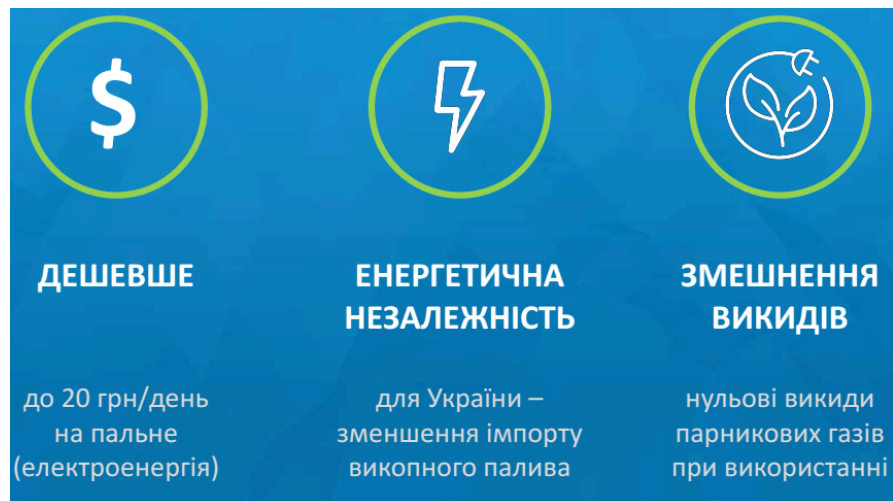 $
ДЕШЕВШЕ
до 20 грн/день
на пальне
(електроенергія)
ЕНЕРГЕТИЧНА
НЕЗАЛЕЖНІСТЬ
для України –
зменшення імпорту
викопного палива
ЗМЕШНЕННЯ
ВИКИДІВ
нульові викиди
парникових газів
при використанні